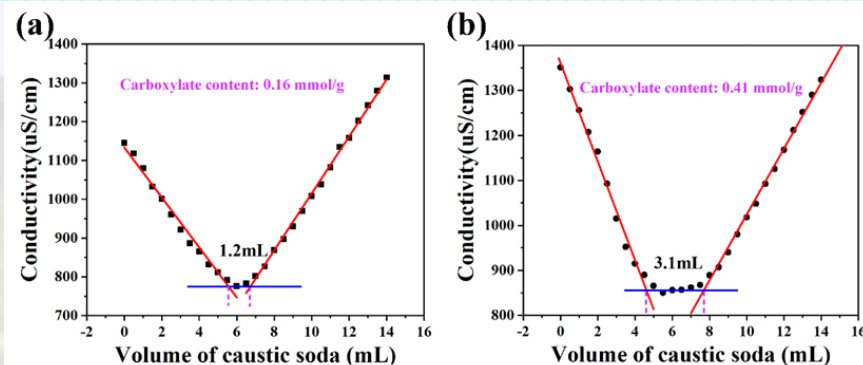 (a)
Carboxylate content: 0.16 mmol/g
1.2mL
Conductivity(uS/cm)
1400
1300
1200
1100
1000
900
800
700
-2 0 2 4 6 8 10 12 14 16
Volume of caustic soda (mL)
(b)
Carboxylate content: 0.41 mmol/g
3.1mL
Conductivity(uS/cm)
1400
1300
1200
1100
1000
900
800
-2 0 2 4 6 8 10 12 14 16
Volume of caustic soda (mL)